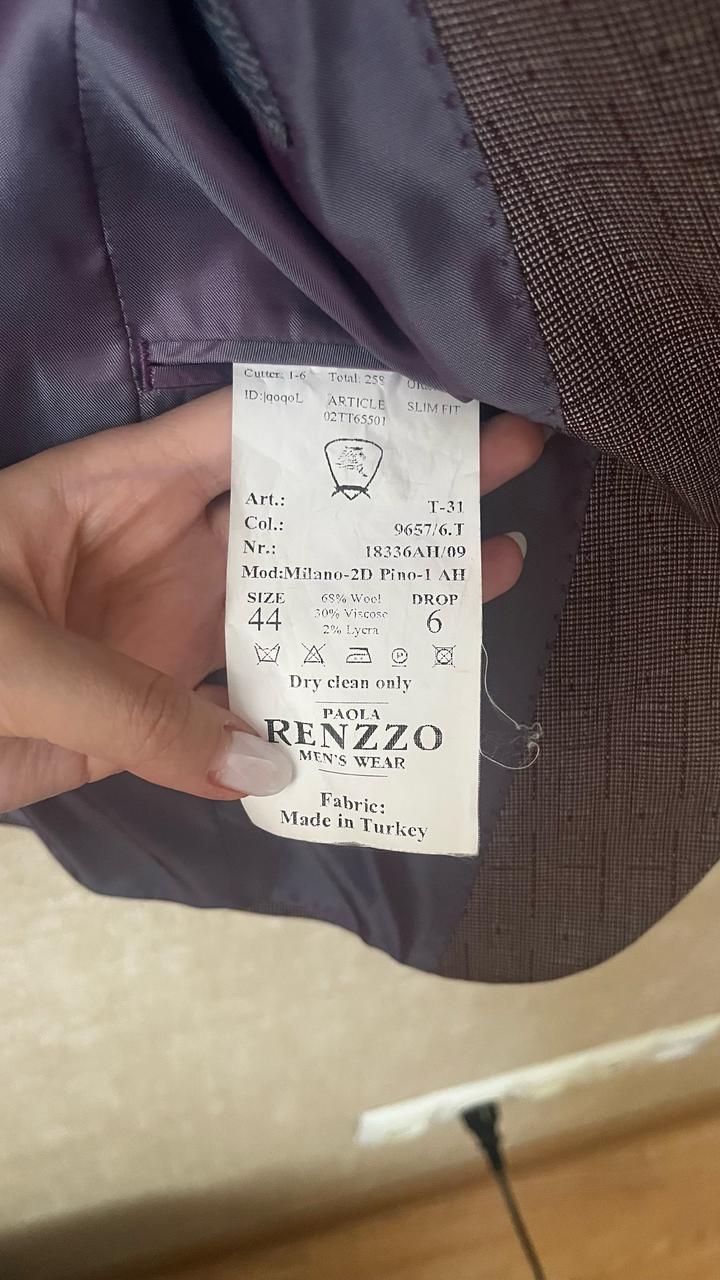 Cutter: 1-6 Total: 258
ID:|qoqoL ARTICLE SLIM FIT
02TT65501
Art.: T-31
Col.: 9657/6.T
Nr.: 18336AH/09
Mod:Milano-2D Pino-1 AH
SIZE 68% Wool DROP
44 30% Viscose 6
2% Lycra
Dry clean only
PAOLA
RENZZO
MEN'S WEAR
Fabric:
Made in Turkey